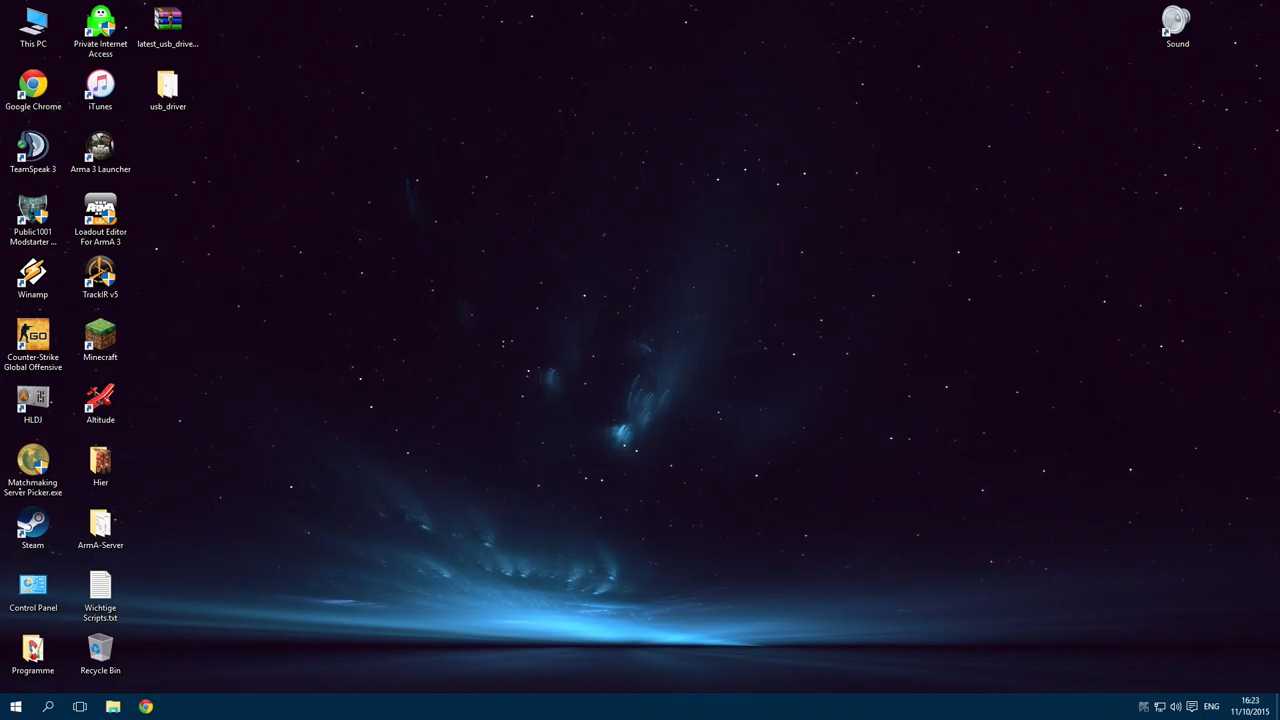 This PC
Private Internet
Access
latest_usb_drive...
Sound
Google Chrome
iTunes
usb_driver
TeamSpeak 3
Arma 3 Launcher
Public1001
Modstarter ...
Loadout Editor
For ArmA 3
Winamp
TrackIR v5
Counter-Strike
Global Offensive
Minecraft
HLDJ
Altitude
Matchmaking
Server Picker.exe
Hier
Steam
ArmA-Server
Control Panel
Wichtige
Scripts.txt
Programme
Recycle Bin
ENG
16:23
11/10/2015